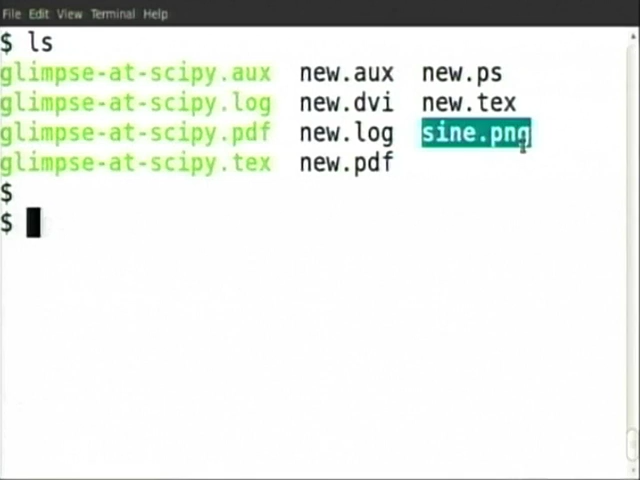 File Edit View Terminal Help
$ ls
glimpse-at-scipy.aux new.aux new.ps
glimpse-at-scipy.log new.dvi new.tex
glimpse-at-scipy.pdf new.log sine.png
glimpse-at-scipy.tex new.pdf
$
$